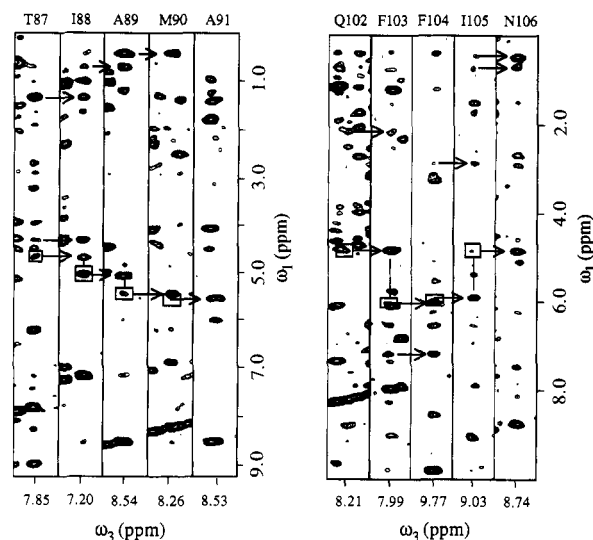 T87 I88 A89 M90 A91
1.0
3.0
5.0
7.0
9.0
ω₁ (ppm)
7.85 7.20 8.54 8.26 8.53
ω₃ (ppm)
Q102 F103 F104 I105 N106
2.0
4.0
6.0
8.0
ω₁ (ppm)
8.21 7.99 9.77 9.03 8.74
ω₃ (ppm)